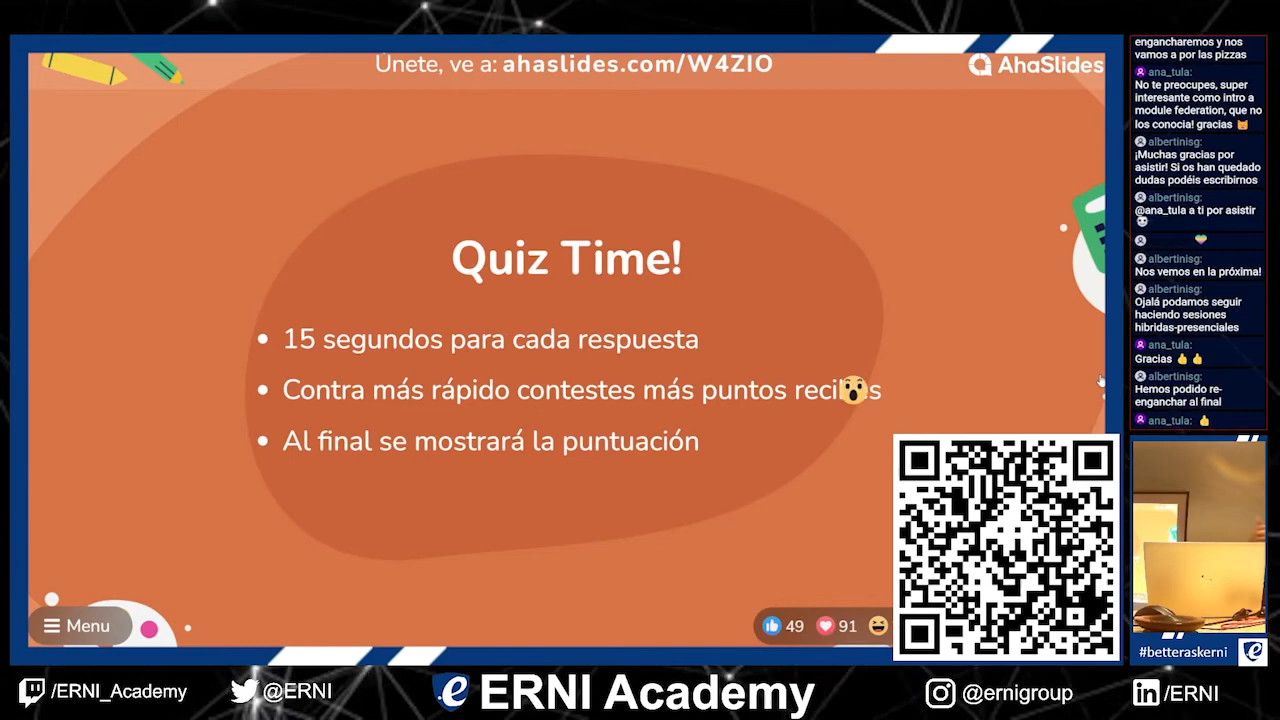 Únete, ve a: ahaslides.com/W4ZIO
AhaSlides
Quiz Time!
15 segundos para cada respuesta
Contra más rápido contestes más puntos reci s
Al final se mostrará la puntuación
Menu
49
91
engancharemos y nos
vamos a por las pizzas
ana_tula:
No te preocupes, super
interesante como intro a
module federation, que no
los conocia! gracias
albertinisg:
¡Muchas gracias por
asistir! Si os han quedado
dudas podéis escribirnos
albertinisg:
@ana_tula a ti por asistir
albertinisg:
Nos vemos en la próxima!
albertinisg:
Ojalá podamos seguir
haciendo sesiones
hibridas-presenciales
ana_tula:
Gracias
albertinisg:
Hemos podido re-
enganchar al final
ana_tula:
#betteraskerni
/ERNI_Academy
@ERNI
ERNI Academy
@ernigroup
/ERNI